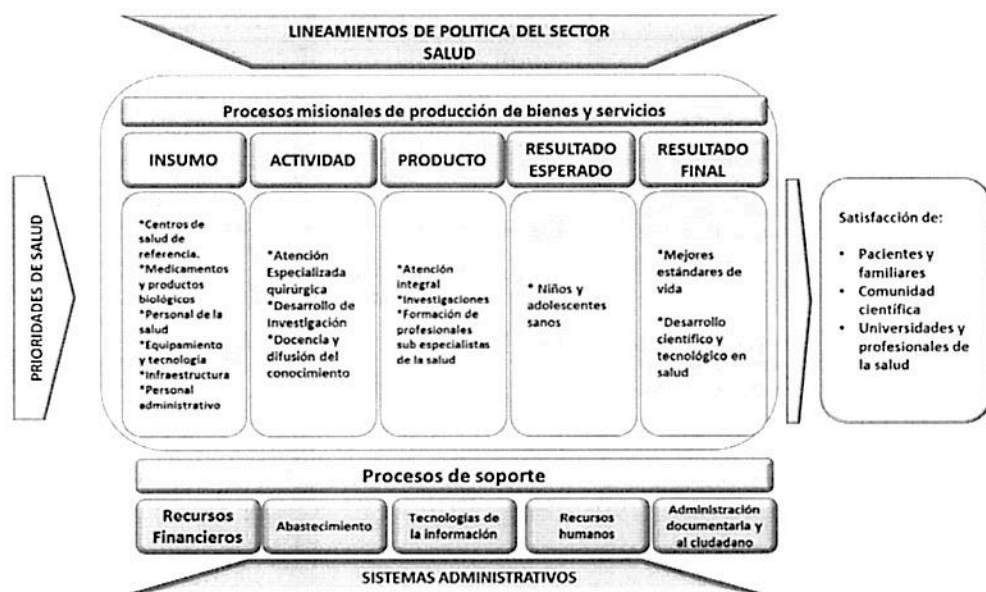 LINEAMIENTOS DE POLITICA DEL SECTOR
SALUD
Procesos misionales de producción de bienes y servicios
INSUMO
ACTIVIDAD
PRODUCTO
RESULTADO
ESPERADO
RESULTADO
FINAL
PRIORIDADES DE SALUD
*Centros de
salud de
referencia.
*Medicamentos
y productos
biológicos
*Personal de la
salud
*Equipamiento
y tecnología
*Infraestructura
*Personal
administrativo
*Atención
Especializada
quirúrgica
*Desarrollo de
Investigación
*Docencia y
difusión del
conocimiento
*Atención
integral
*Investigaciones
*Formación de
profesionales
sub especialistas
de la salud
* Niños y
adolescentes
sanos
*Mejores
estándares de
vida
*Desarrollo
científico y
tecnológico en
salud
Satisfacción de:
• Pacientes y
familiares
• Comunidad
científica
• Universidades y
profesionales de
la salud
Procesos de soporte
Recursos
Financieros
Abastecimiento
Tecnologías de
la información
Recursos
humanos
Administración
documentaria y
al ciudadano
SISTEMAS ADMINISTRATIVOS